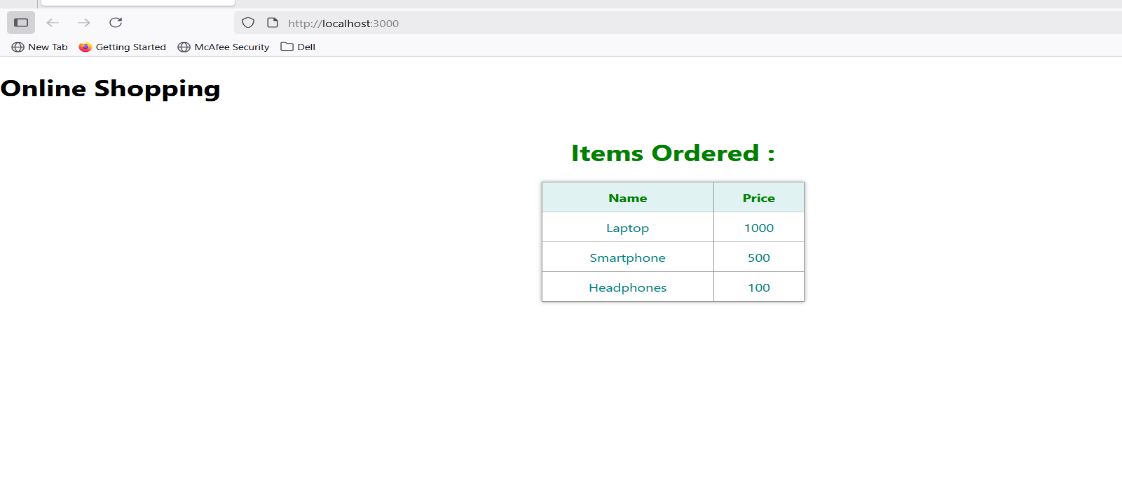 http://localhost:3000
New Tab Getting Started McAfee Security Dell
Online Shopping
Items Ordered :
Name Price
Laptop 1000
Smartphone 500
Headphones 100